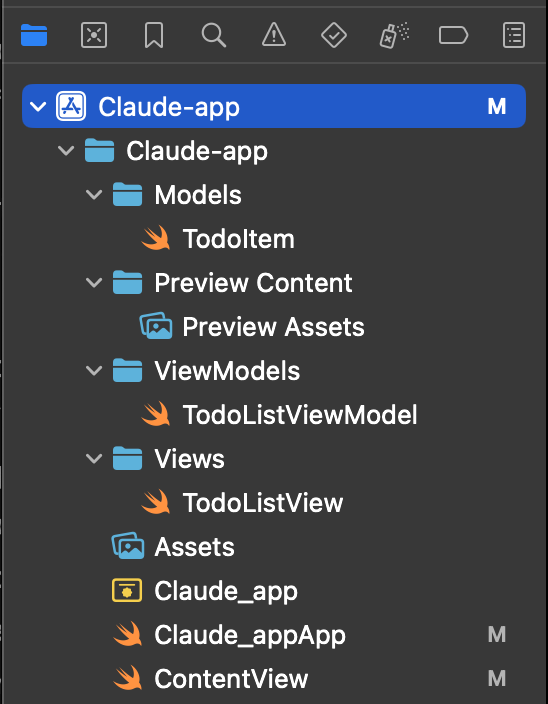 Claude-app M
Claude-app
Models
TodoItem
Preview Content
Preview Assets
ViewModels
TodoListViewModel
Views
TodoListView
Assets
Claude_app
Claude_appApp M
ContentView M